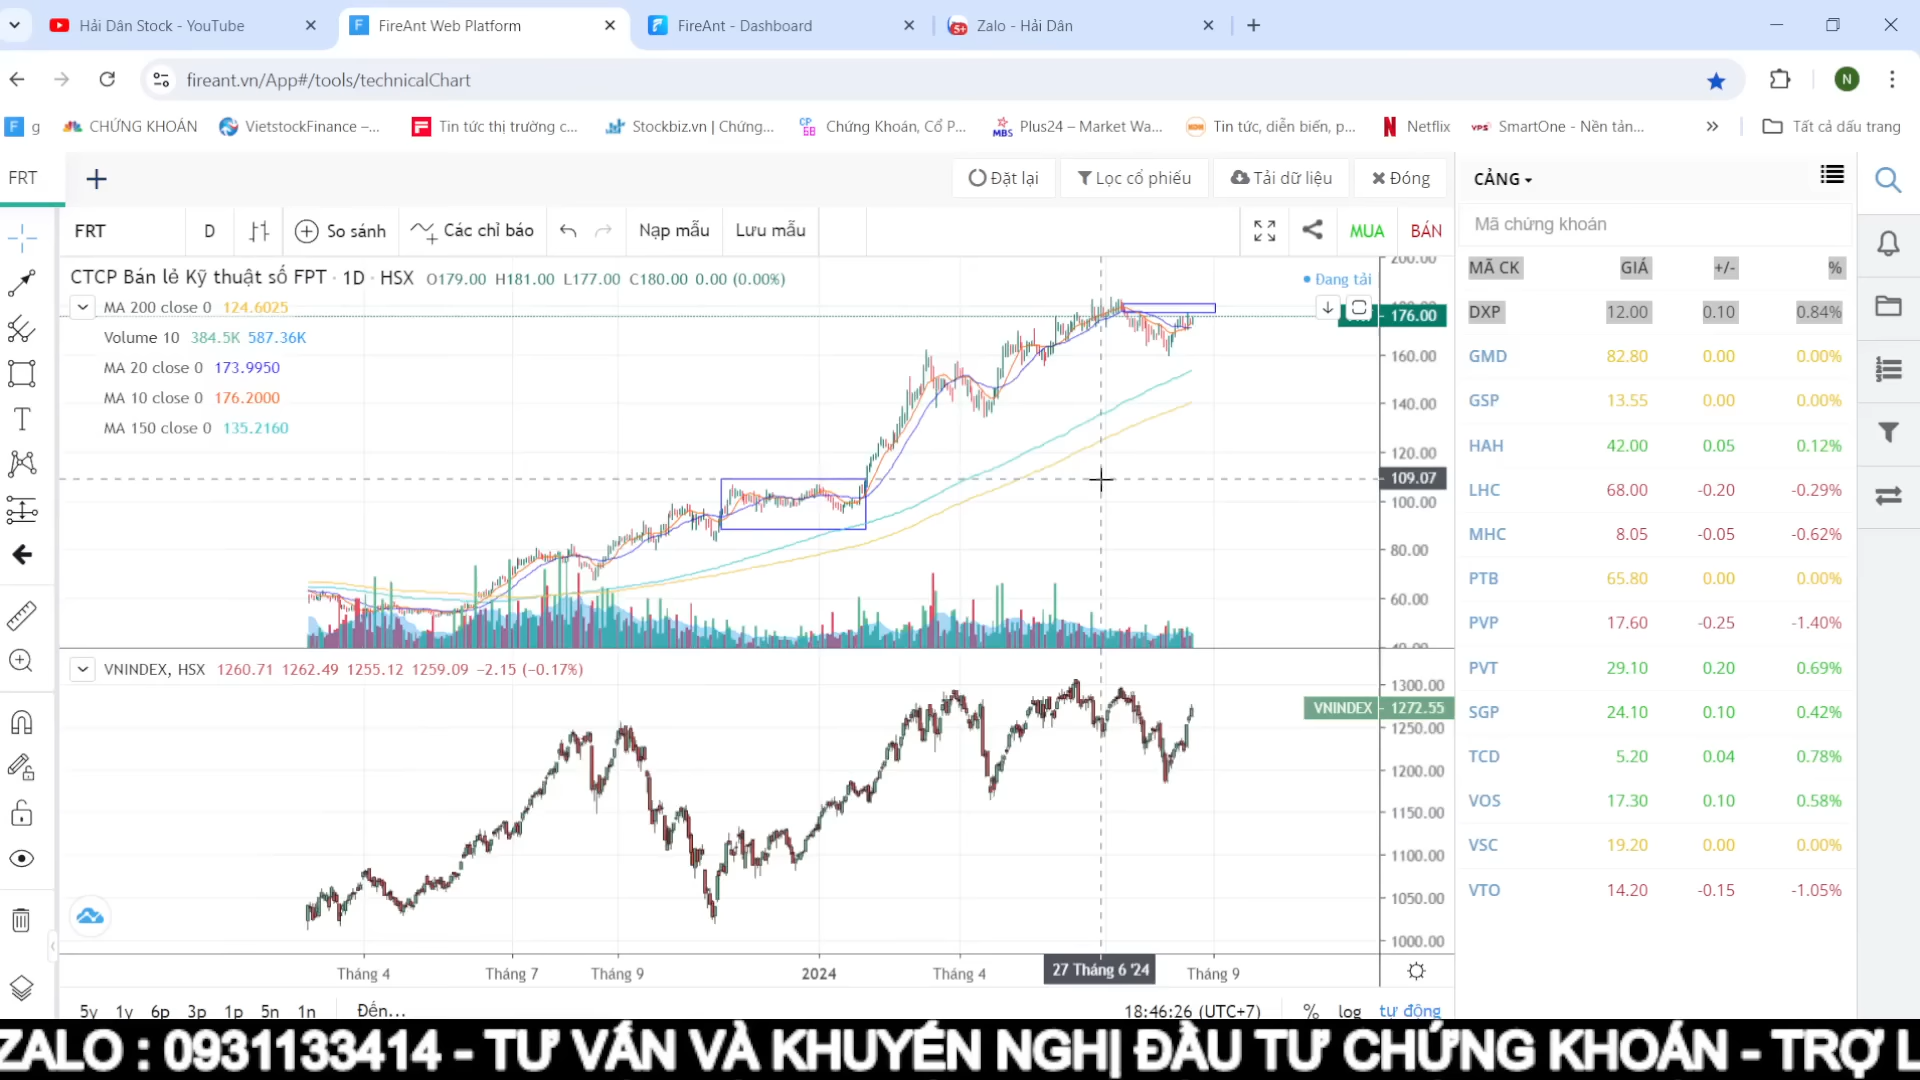 Hải Dân Stock - YouTube
FireAnt Web Platform
FireAnt - Dashboard
Zalo - Hải Dân
fireant.vn/App#/tools/technicalChart
N
g
CHỨNG KHOÁN
VietstockFinance –...
Tin tức thị trường c...
Stockbiz.vn | Chứng...
Chứng Khoán, Cổ P...
Plus24 – Market Wa...
Tin tức, diễn biến, p...
Netflix
SmartOne - Nền tản...
Tất cả dấu trang
FRT
Đặt lại
Lọc cổ phiếu
Tải dữ liệu
Đóng
CẢNG
FRT
D
So sánh
Các chỉ báo
Nạp mẫu
Lưu mẫu
MUA
BÁN
Mã chứng khoán
CTCP Bán lẻ Kỹ thuật số FPT · 1D · HSX O179.00 H181.00 L177.00 C180.00 0.00 (0.00%)
Đang tải
MA 200 close 0 124.6025
Volume 10 384.5K 587.36K
MA 20 close 0 173.9950
MA 10 close 0 176.2000
MA 150 close 0 135.2160
176.00
160.00
140.00
120.00
109.07
100.00
80.00
60.00
VNINDEX, HSX 1260.71 1262.49 1255.12 1259.09 −2.15 (−0.17%)
1300.00
VNINDEX 1272.55
1250.00
1200.00
1150.00
1100.00
1050.00
1000.00
Tháng 4
Tháng 7
Tháng 9
2024
Tháng 4
27 Tháng 6 '24
Tháng 9
5y 1y 6p 3p 1p 5n 1n
Đến...
18:46:26 (UTC+7)
% log tự động
MÃ CK GIÁ +/- %
DXP 12.00 0.10 0.84%
GMD 82.80 0.00 0.00%
GSP 13.55 0.00 0.00%
HAH 42.00 0.05 0.12%
LHC 68.00 -0.20 -0.29%
MHC 8.05 -0.05 -0.62%
PTB 65.80 0.00 0.00%
PVP 17.60 -0.25 -1.40%
PVT 29.10 0.20 0.69%
SGP 24.10 0.10 0.42%
TCD 5.20 0.04 0.78%
VOS 17.30 0.10 0.58%
VSC 19.20 0.00 0.00%
VTO 14.20 -0.15 -1.05%
ZALO : 0931133414 - TƯ VẤN VÀ KHUYẾN NGHỊ ĐẦU TƯ CHỨNG KHOÁN - TRỢ L